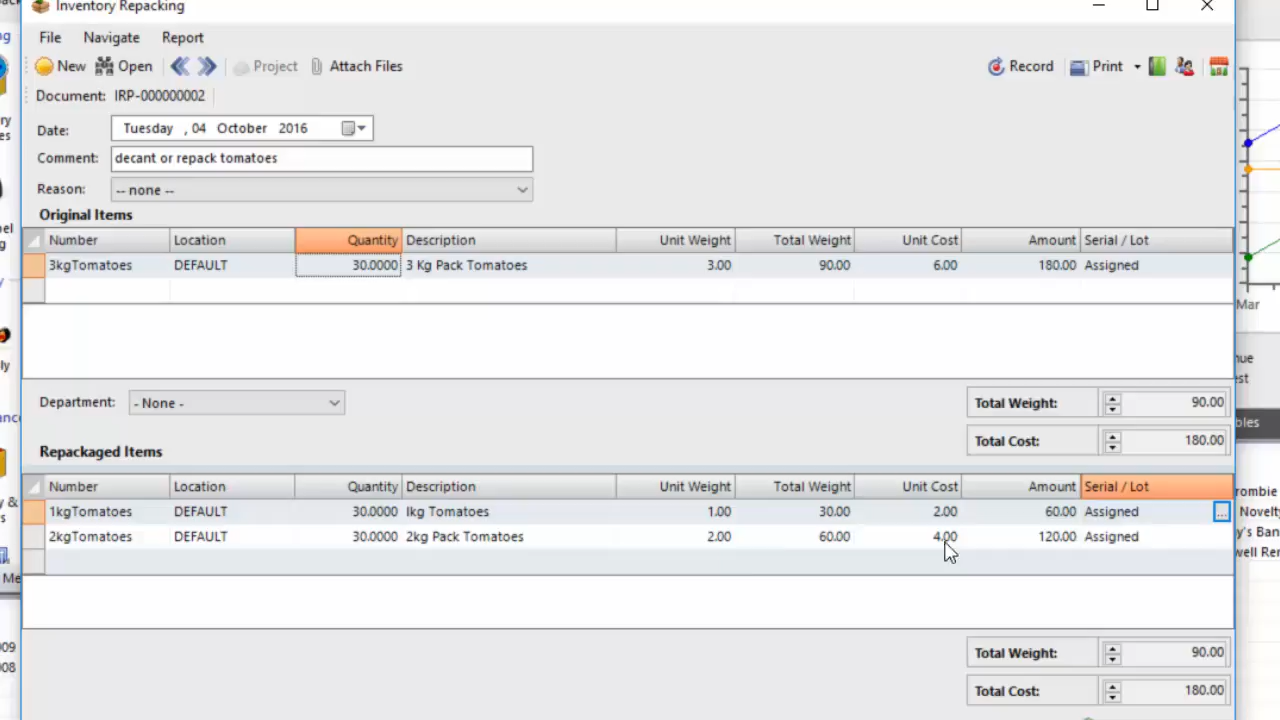 Inventory Repacking
File Navigate Report
New Open Project Attach Files Record Print
Document: IRP-000000002
Date: Tuesday , 04 October 2016
Comment: decant or repack tomatoes
Reason: -- none --
Original Items
Number Location Quantity Description Unit Weight Total Weight Unit Cost Amount Serial / Lot
3kgTomatoes DEFAULT 30.0000 3 Kg Pack Tomatoes 3.00 90.00 6.00 180.00 Assigned
Mar
Department: - None - Total Weight: 90.00
Total Cost: 180.00
Repackaged Items
Number Location Quantity Description Unit Weight Total Weight Unit Cost Amount Serial / Lot
1kgTomatoes DEFAULT 30.0000 lkg Tomatoes 1.00 30.00 2.00 60.00 Assigned ...
2kgTomatoes DEFAULT 30.0000 2kg Pack Tomatoes 2.00 60.00 4.00 120.00 Assigned
Total Weight: 90.00
Total Cost: 180.00